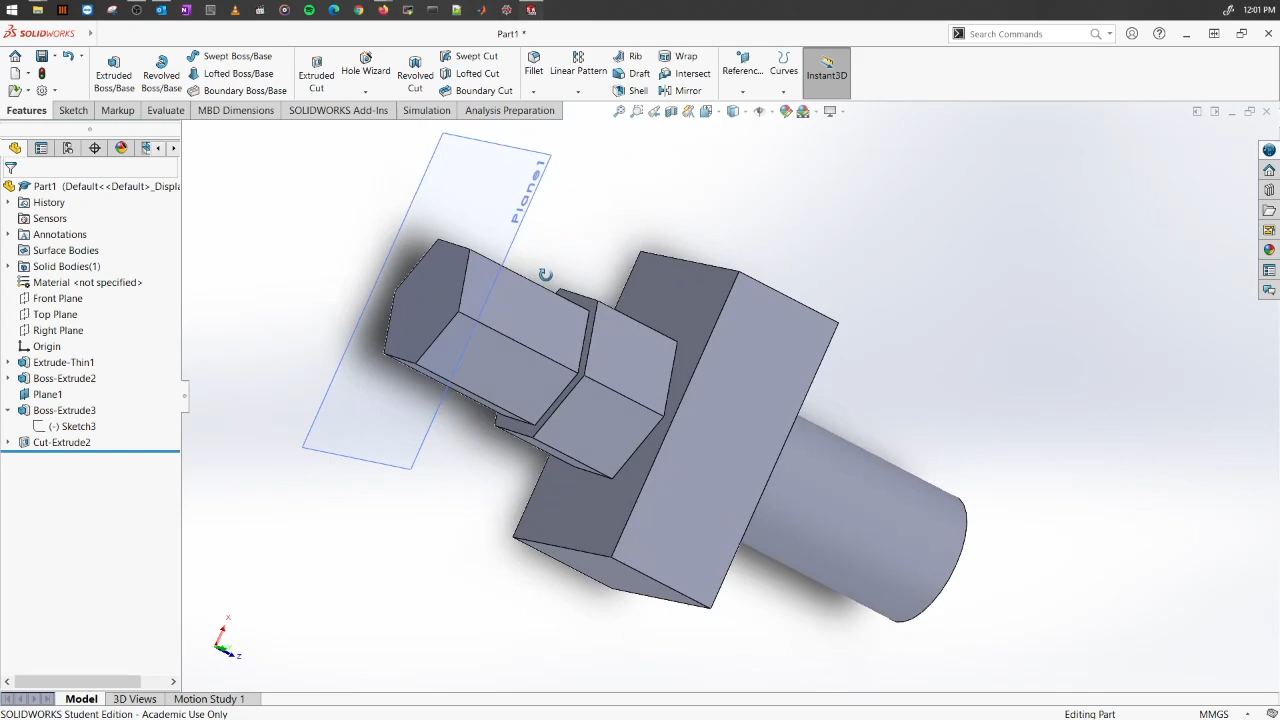 12:01 PM
SOLIDWORKS
Part1 *
Search Commands
Extruded Boss/Base
Revolved Boss/Base
Swept Boss/Base
Lofted Boss/Base
Boundary Boss/Base
Extruded Cut
Hole Wizard
Revolved Cut
Swept Cut
Lofted Cut
Boundary Cut
Fillet
Linear Pattern
Rib
Draft
Shell
Wrap
Intersect
Mirror
Referenc...
Curves
Instant3D
Features
Sketch
Markup
Evaluate
MBD Dimensions
SOLIDWORKS Add-Ins
Simulation
Analysis Preparation
Part1 (Default<<Default>_Displa
History
Sensors
Annotations
Surface Bodies
Solid Bodies(1)
Material <not specified>
Front Plane
Top Plane
Right Plane
Origin
Extrude-Thin1
Boss-Extrude2
Plane1
Boss-Extrude3
(-) Sketch3
Cut-Extrude2
Plane1
X
Z
Model
3D Views
Motion Study 1
SOLIDWORKS Student Edition - Academic Use Only
Editing Part
MMGS